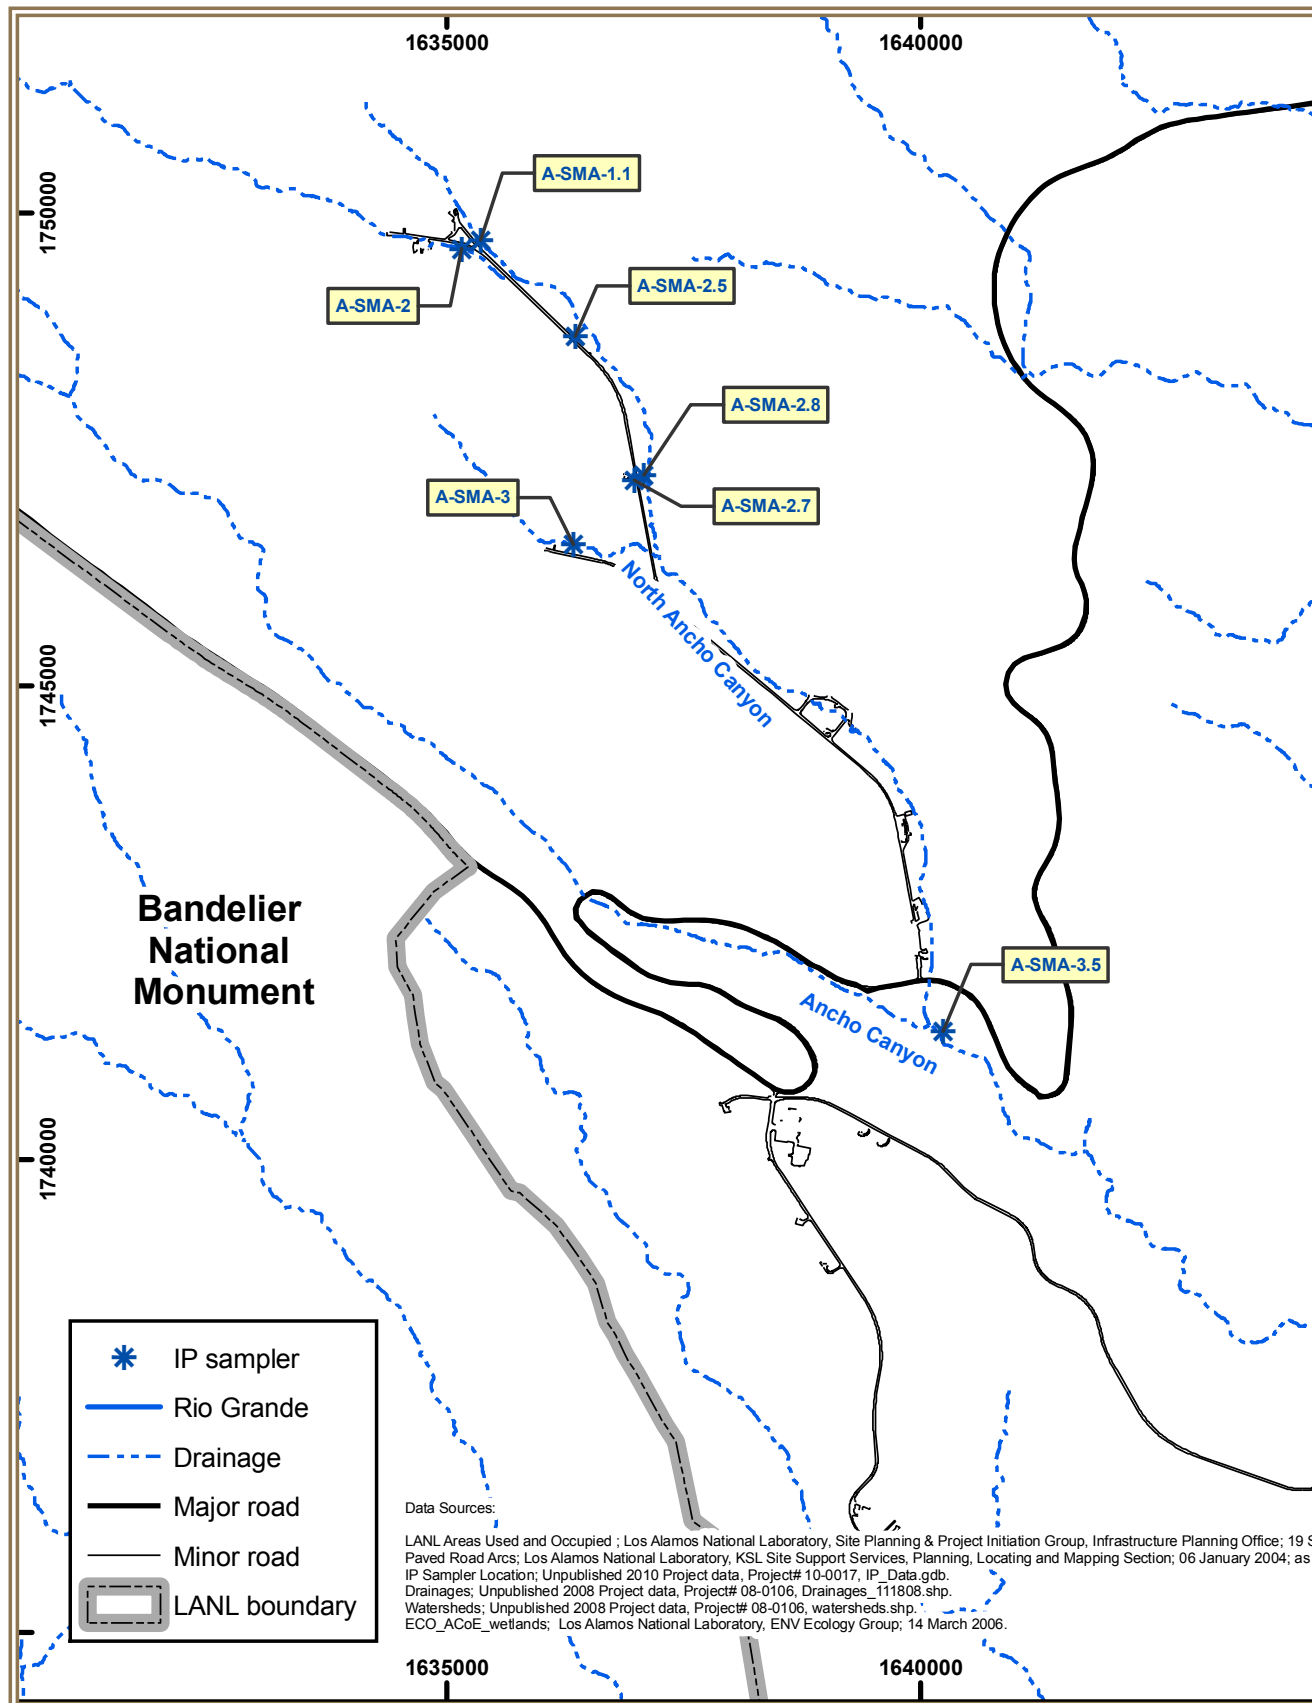 1635000
1640000
1750000
1745000
1740000
A-SMA-1.1
A-SMA-2
A-SMA-2.5
A-SMA-2.8
A-SMA-3
A-SMA-2.7
North Ancho Canyon
Bandelier
National
Monument
A-SMA-3.5
Ancho Canyon
IP sampler
Rio Grande
Drainage
Major road
Minor road
LANL boundary
Data Sources:
LANL Areas Used and Occupied ; Los Alamos National Laboratory, Site Planning & Project Initiation Group, Infrastructure Planning Office; 19 S
Paved Road Arcs; Los Alamos National Laboratory, KSL Site Support Services, Planning, Locating and Mapping Section; 06 January 2004; as
IP Sampler Location; Unpublished 2010 Project data, Project# 10-0017, IP_Data.gdb.
Drainages; Unpublished 2008 Project data, Project# 08-0106, Drainages_111808.shp.
Watersheds; Unpublished 2008 Project data, Project# 08-0106, watersheds.shp.
ECO_ACoE_wetlands; Los Alamos National Laboratory, ENV Ecology Group; 14 March 2006.
1635000
1640000